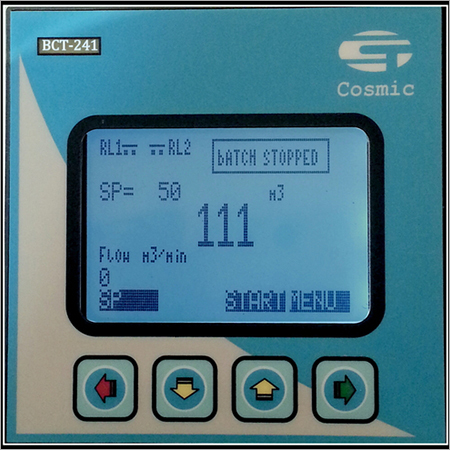 BCT-241
Cosmic
RL1 RL2 bATCH STOPPED
SP= 50 M3
111
FLOW M3/MIN
0
SP START MENU